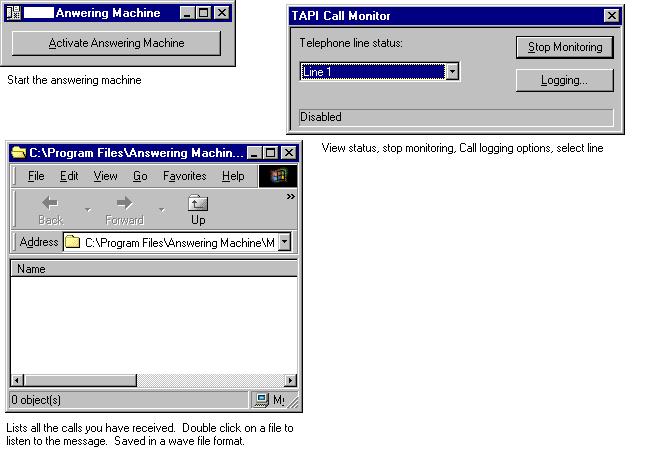 Anwering Machine
Activate Answering Machine
Start the answering machine
TAPI Call Monitor
Telephone line status:
Stop Monitoring
Line 1
Logging...
Disabled
View status, stop monitoring, Call logging options, select line
C:\Program Files\Answering Machin...
File Edit View Go Favorites Help
Back Forward Up
Address C:\Program Files\Answering Machine\M
Name
0 object(s)
Lists all the calls you have received. Double click on a file to
listen to the message. Saved in a wave file format.